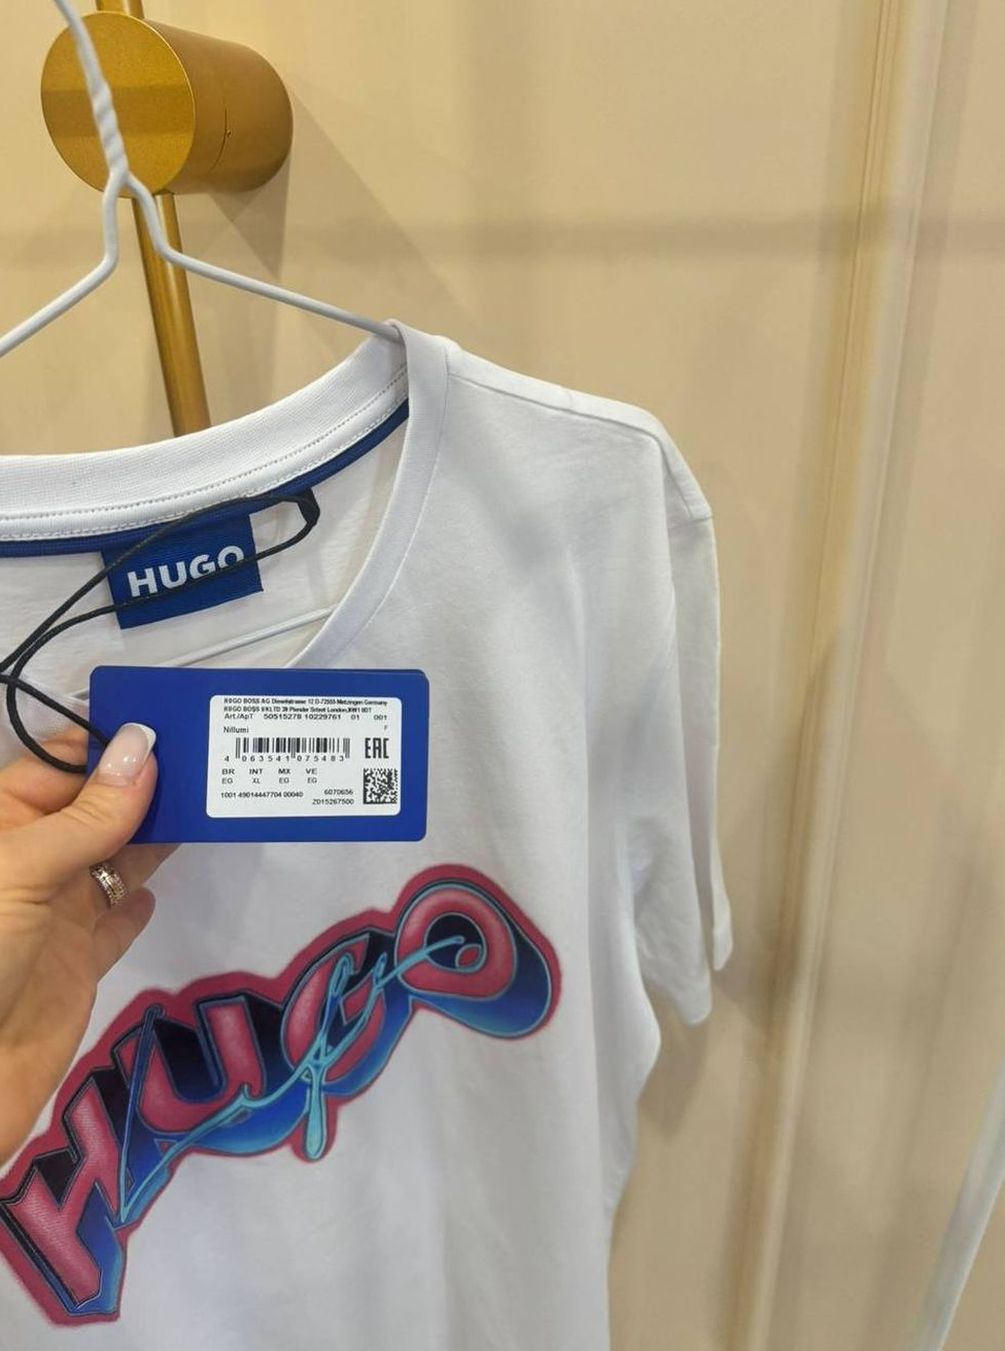 HUGO
HUGO BOSS AG Dieselstrasse 12 D-72555 Metzingen Germany
HUGO BOSS UK LTD 39 Plender Street London,NW1 0DT
Art./ApT 50515278 10229761 01 001
Nillumi F
EAC
4 063541 075483
BR INT MX VE
EG XL EG EG
1001 49014447704 00040 6070656
Z015267500
HUGO